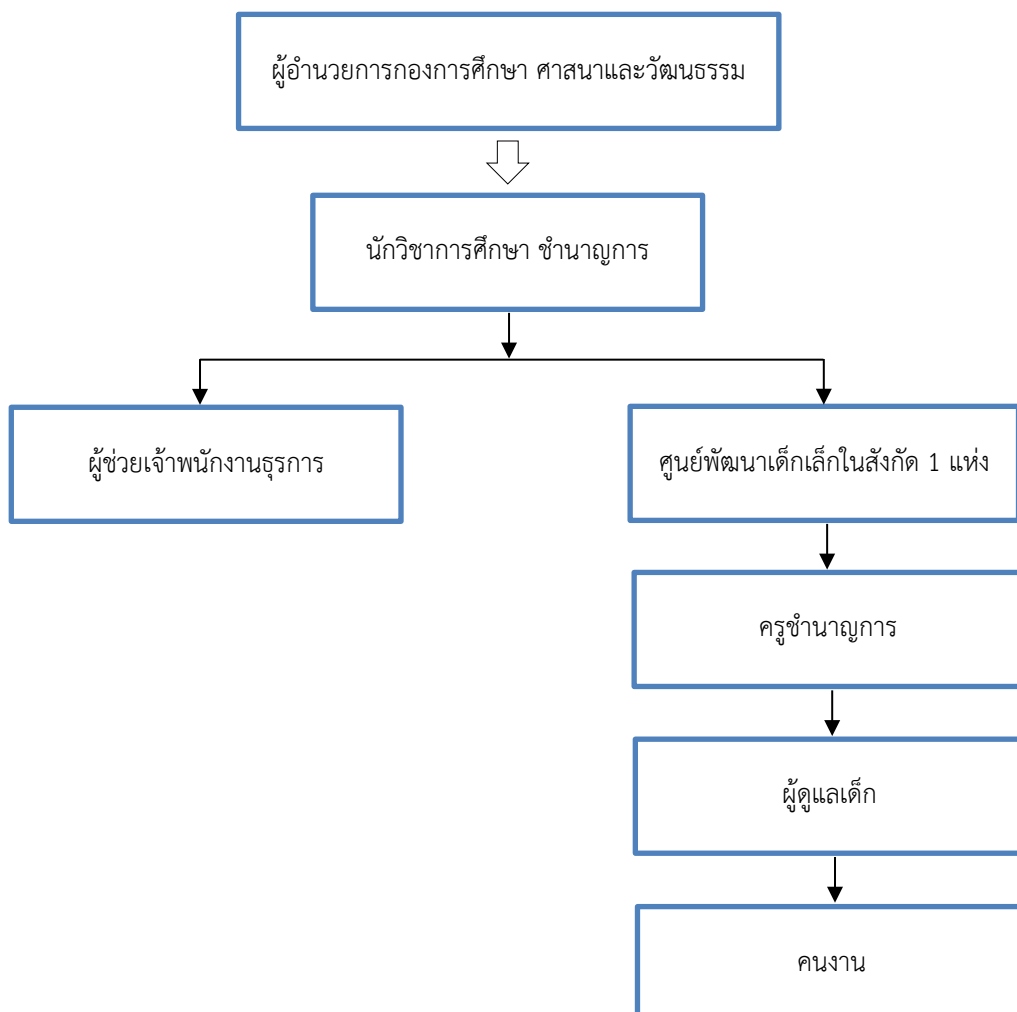 ผู้อำนวยการกองการศึกษา ศาสนาและวัฒนธรรม
นักวิชาการศึกษา ชำนาญการ
ผู้ช่วยเจ้าพนักงานธุรการ
ศูนย์พัฒนาเด็กเล็กในสังกัด 1 แห่ง
ครูชำนาญการ
ผู้ดูแลเด็ก
คนงาน